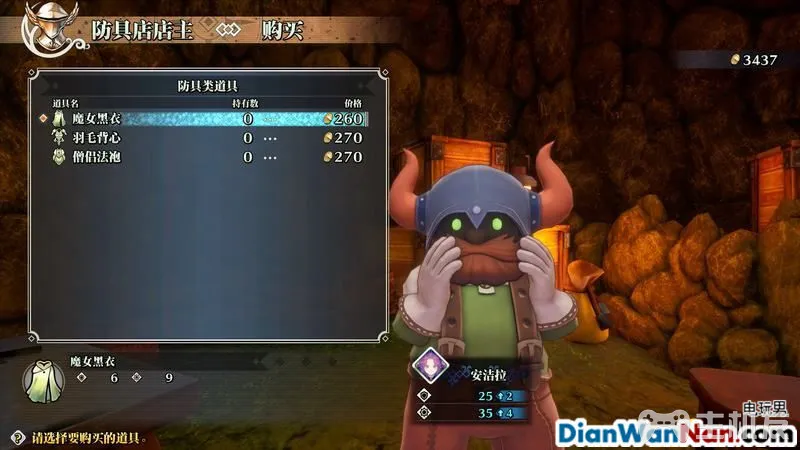 防具店店主 购买
3437
防具类道具
道具名 持有数 价格
魔女黑衣 0 … 260
羽毛背心 0 … 270
僧侣法袍 0 … 270
魔女黑衣
6 9
安洁拉
25 2
35 4
请选择要购买的道具。
电玩男
DianWanNan.com